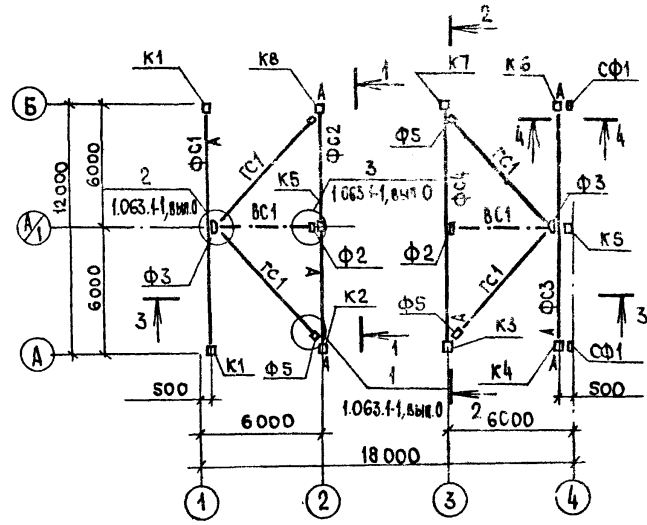 2
К1
К8
1
К7
К6
СФ1
Б
А
А
А
ФС1
А
ФС2
Ф5
4
4
6000
12000
ГС1
ФС4
ГС1
2
К5
3
1.063.1-1, вып.0
1.063.1-1, вып.0
Ф3
А/1
ВС1
ВС1
К5
Ф3
Ф2
Ф2
6000
ГС1
А
Ф5
ГС1
ФС3
3
К2
А
К3
А
3
А
К1
Ф5
А
1
К4
А
СФ1
500
1
500
1.063.1-1, вып.0
2
6000
6000
18000
1
2
3
4